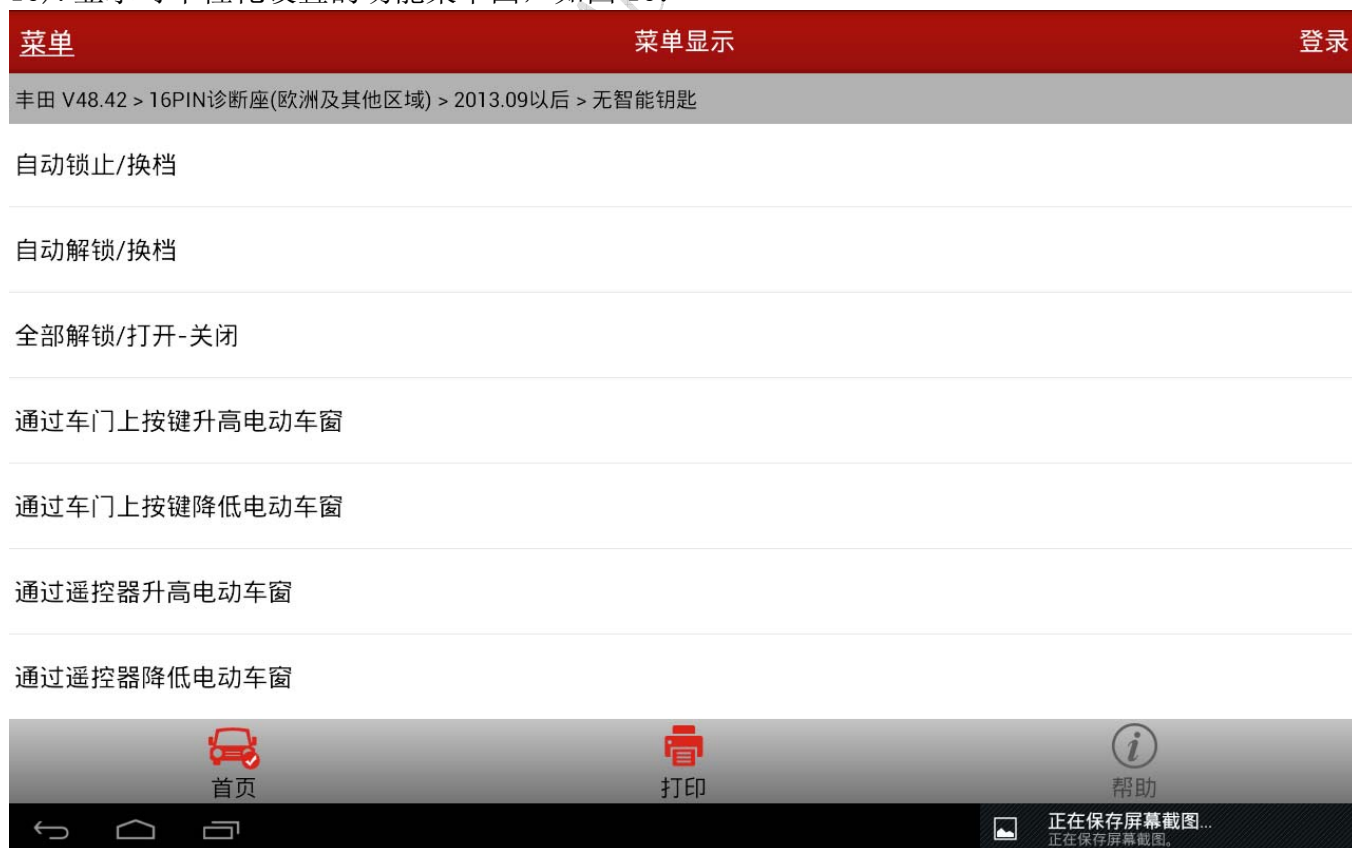 菜单
菜单显示
登录
丰田 V48.42 > 16PIN诊断座(欧洲及其他区域) > 2013.09以后 > 无智能钥匙
自动锁止/换档
自动解锁/换档
全部解锁/打开-关闭
通过车门上按键升高电动车窗
通过车门上按键降低电动车窗
通过遥控器升高电动车窗
通过遥控器降低电动车窗
首页
打印
帮助
正在保存屏幕截图...
正在保存屏幕截图。